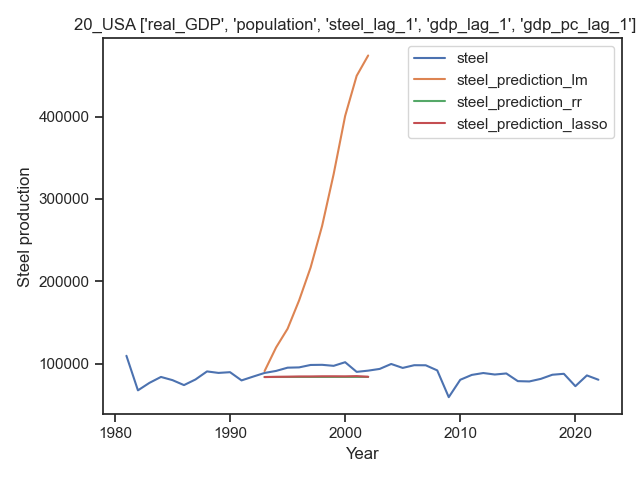 20_USA ['real_GDP', 'population', 'steel_lag_1', 'gdp_lag_1', 'gdp_pc_lag_1']
steel
steel_prediction_lm
steel_prediction_rr
steel_prediction_lasso
400000
300000
200000
100000
Steel production
1980 1990 2000 2010 2020
Year